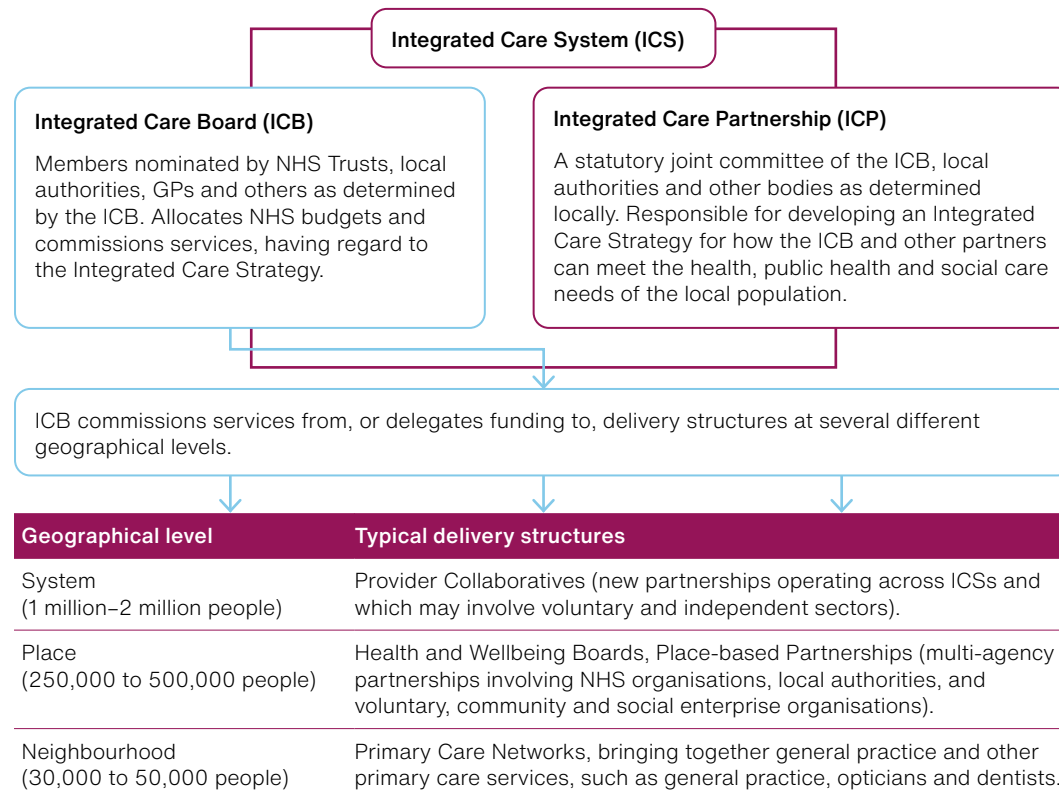 Integrated Care System (ICS)
Integrated Care Board (ICB)
Members nominated by NHS Trusts, local
authorities, GPs and others as determined
by the ICB. Allocates NHS budgets and
commissions services, having regard to
the Integrated Care Strategy.
Integrated Care Partnership (ICP)
A statutory joint committee of the ICB, local
authorities and other bodies as determined
locally. Responsible for developing an Integrated
Care Strategy for how the ICB and other partners
can meet the health, public health and social care
needs of the local population.
ICB commissions services from, or delegates funding to, delivery structures at several different
geographical levels.
Geographical level Typical delivery structures
System
(1 million–2 million people)
Provider Collaboratives (new partnerships operating across ICSs and
which may involve voluntary and independent sectors).
Place
(250,000 to 500,000 people)
Health and Wellbeing Boards, Place-based Partnerships (multi-agency
partnerships involving NHS organisations, local authorities, and
voluntary, community and social enterprise organisations).
Neighbourhood
(30,000 to 50,000 people)
Primary Care Networks, bringing together general practice and other
primary care services, such as general practice, opticians and dentists.